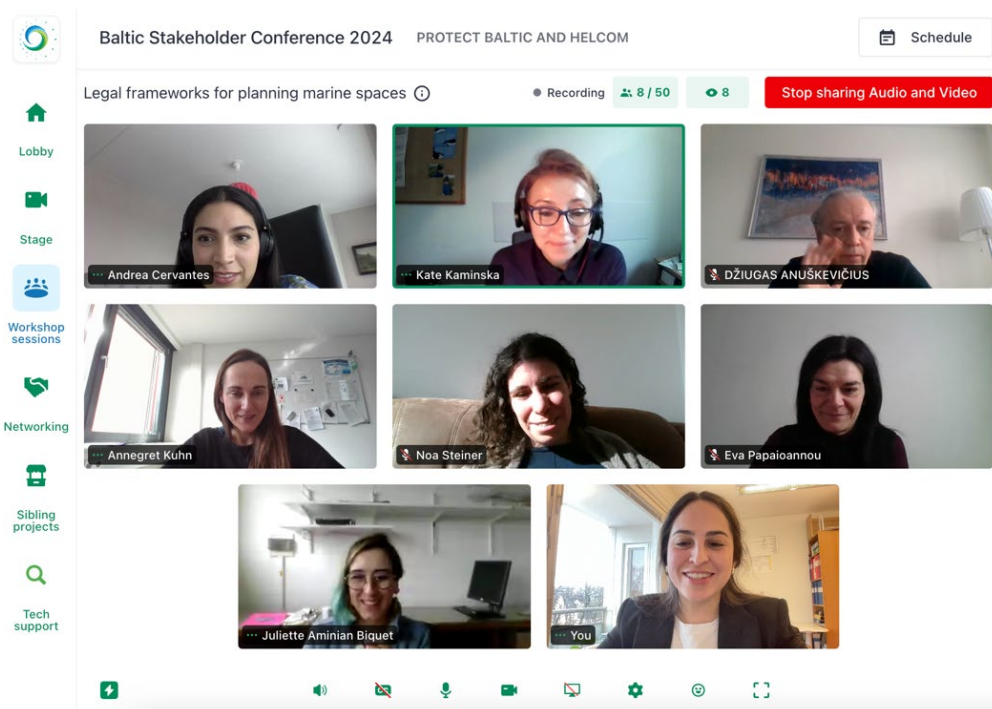 Baltic Stakeholder Conference 2024 PROTECT BALTIC AND HELCOM Schedule
Legal frameworks for planning marine spaces Recording 8 / 50 8 Stop sharing Audio and Video
Lobby
Stage
Workshop
sessions
Networking
Sibling
projects
Tech
support
Andrea Cervantes
Kate Kaminska
DŽIUGAS ANUŠKEVIČIUS
Annegret Kuhn
Noa Steiner
Eva Papaioannou
Juliette Aminian Biquet
You